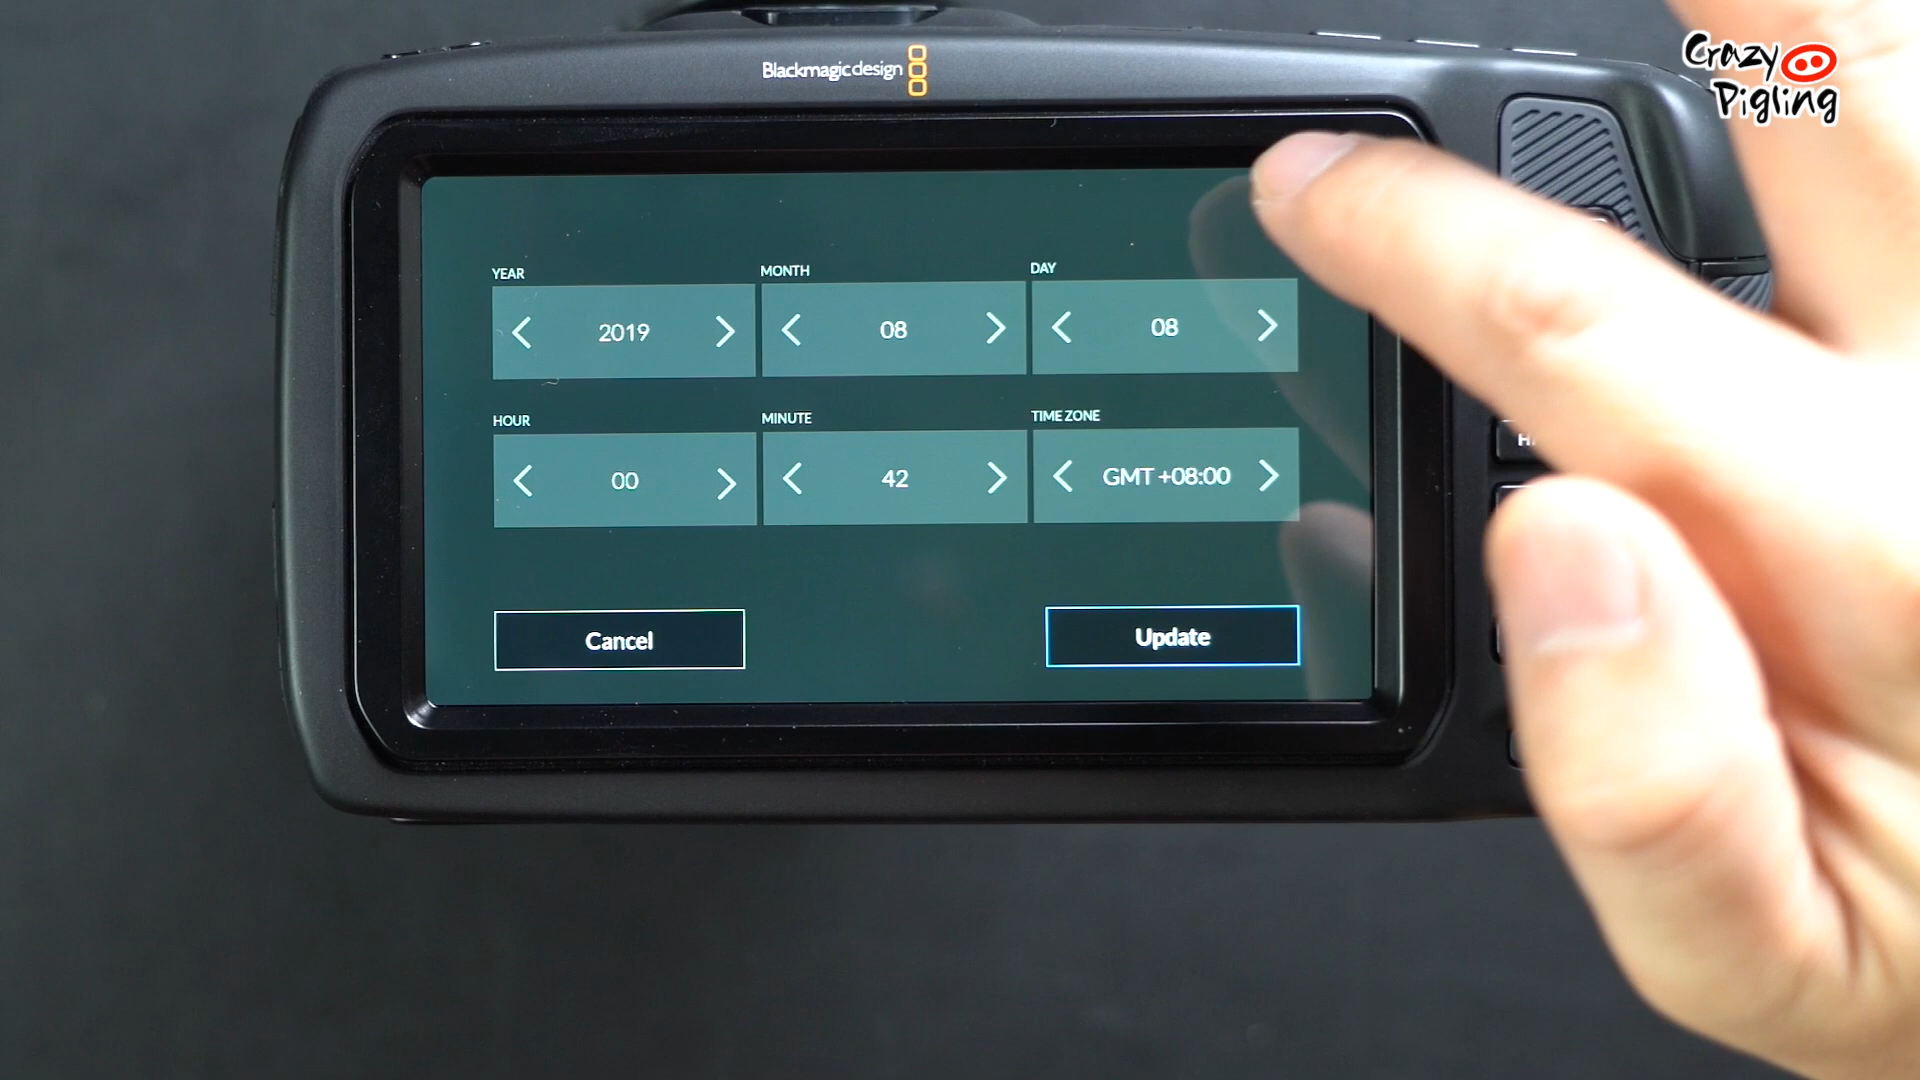 Crazy
Pigling
Blackmagicdesign
YEAR MONTH DAY
2019 08 08
HOUR MINUTE TIME ZONE
00 42 GMT +08:00
Cancel Update